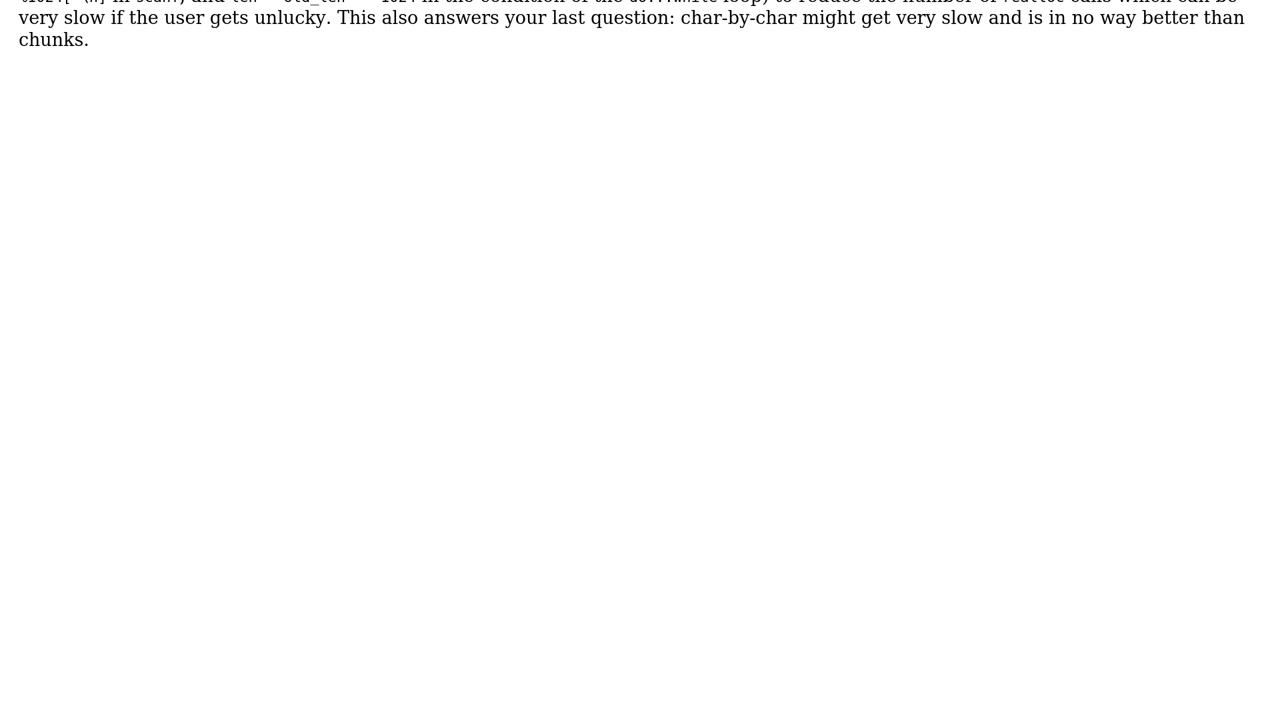 very slow if the user gets unlucky. This also answers your last question: char-by-char might get very slow and is in no way better than
chunks.